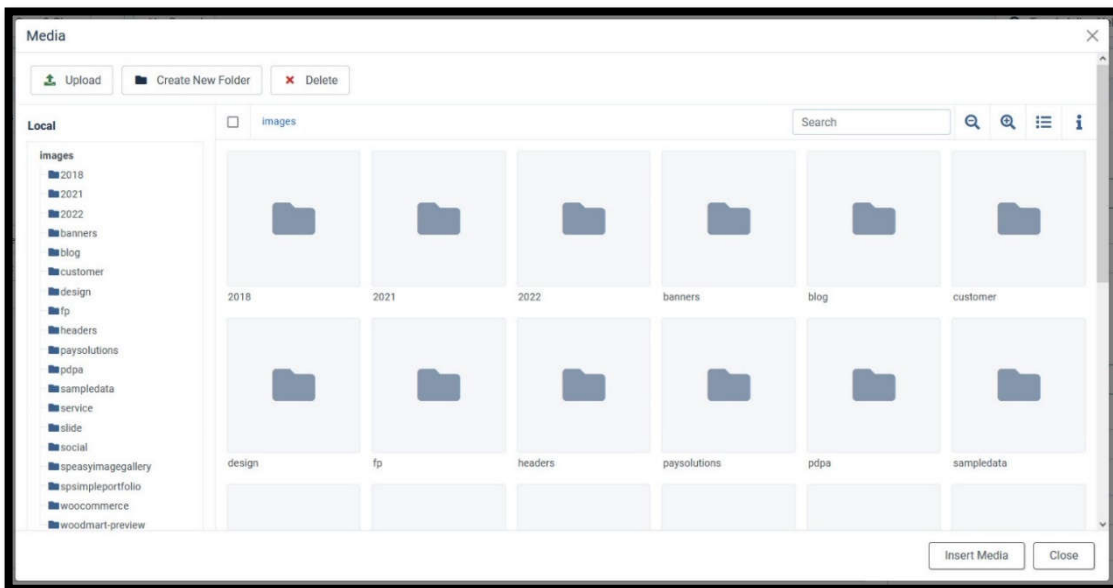 Media
Upload
Create New Folder
Delete
Local
images
Search
images
2018
2021
2022
banners
blog
customer
design
fp
headers
paysolutions
pdpa
sampledata
service
slide
social
speasyimagegallery
spsimpleportfolio
woocommerce
woodmart-preview
2018
2021
2022
banners
blog
customer
design
fp
headers
paysolutions
pdpa
sampledata
Insert Media
Close